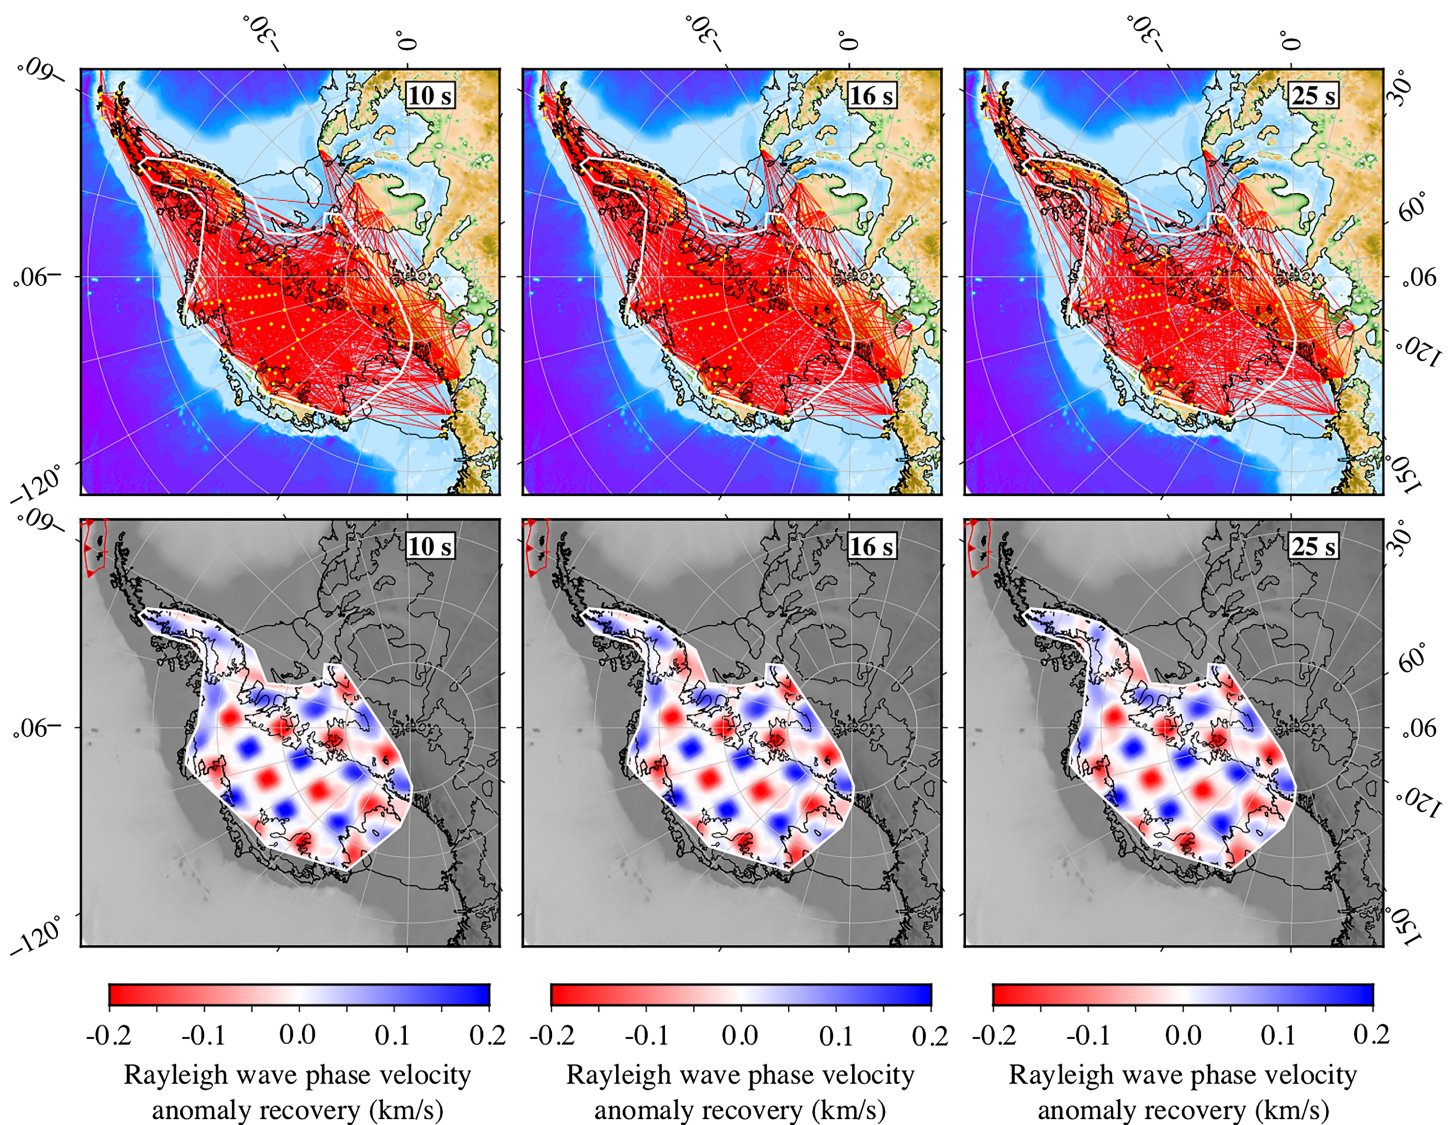 -30° 0° -30° 0° -30° 0°
-60° 10 s 16 s 25 s 30°
60°
-90° 90°
120°
-120° 150°
-60° 10 s 16 s 25 s 30°
60°
-90° 90°
120°
-120° 150°
-0.2 -0.1 0.0 0.1 0.2 -0.2 -0.1 0.0 0.1 0.2 -0.2 -0.1 0.0 0.1 0.2
Rayleigh wave phase velocity Rayleigh wave phase velocity Rayleigh wave phase velocity
anomaly recovery (km/s) anomaly recovery (km/s) anomaly recovery (km/s)